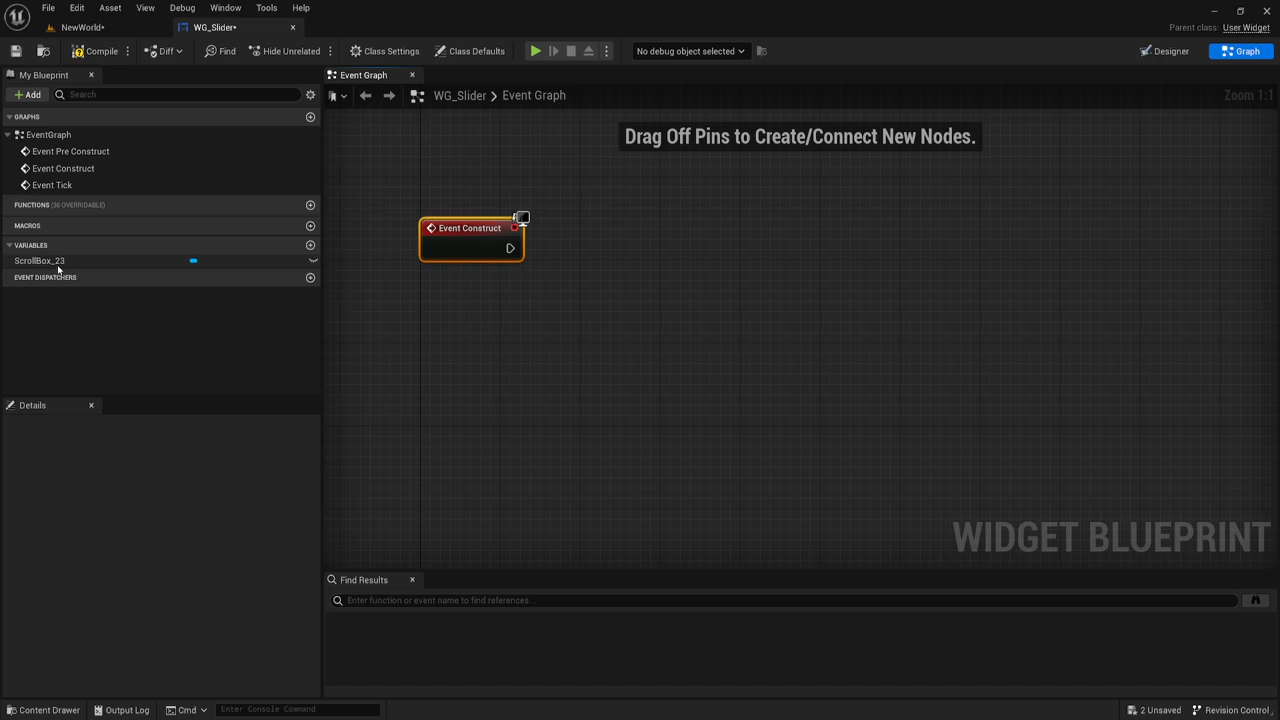 File Edit Asset View Debug Window Tools Help
NewWorld•
WG_Slider•
Parent class: User Widget
Compile Diff Find Hide Unrelated Class Settings Class Defaults No debug object selected Designer Graph
My Blueprint
Event Graph
+ Add Search
WG_Slider > Event Graph
Zoom 1:1
GRAPHS
EventGraph
Event Pre Construct
Event Construct
Event Tick
FUNCTIONS (36 OVERRIDABLE)
MACROS
VARIABLES
ScrollBox_23
EVENT DISPATCHERS
Drag Off Pins to Create/Connect New Nodes.
Event Construct
WIDGET BLUEPRINT
Details
Find Results
Enter function or event name to find references...
Content Drawer Output Log Cmd Enter Console Command 2 Unsaved Revision Control